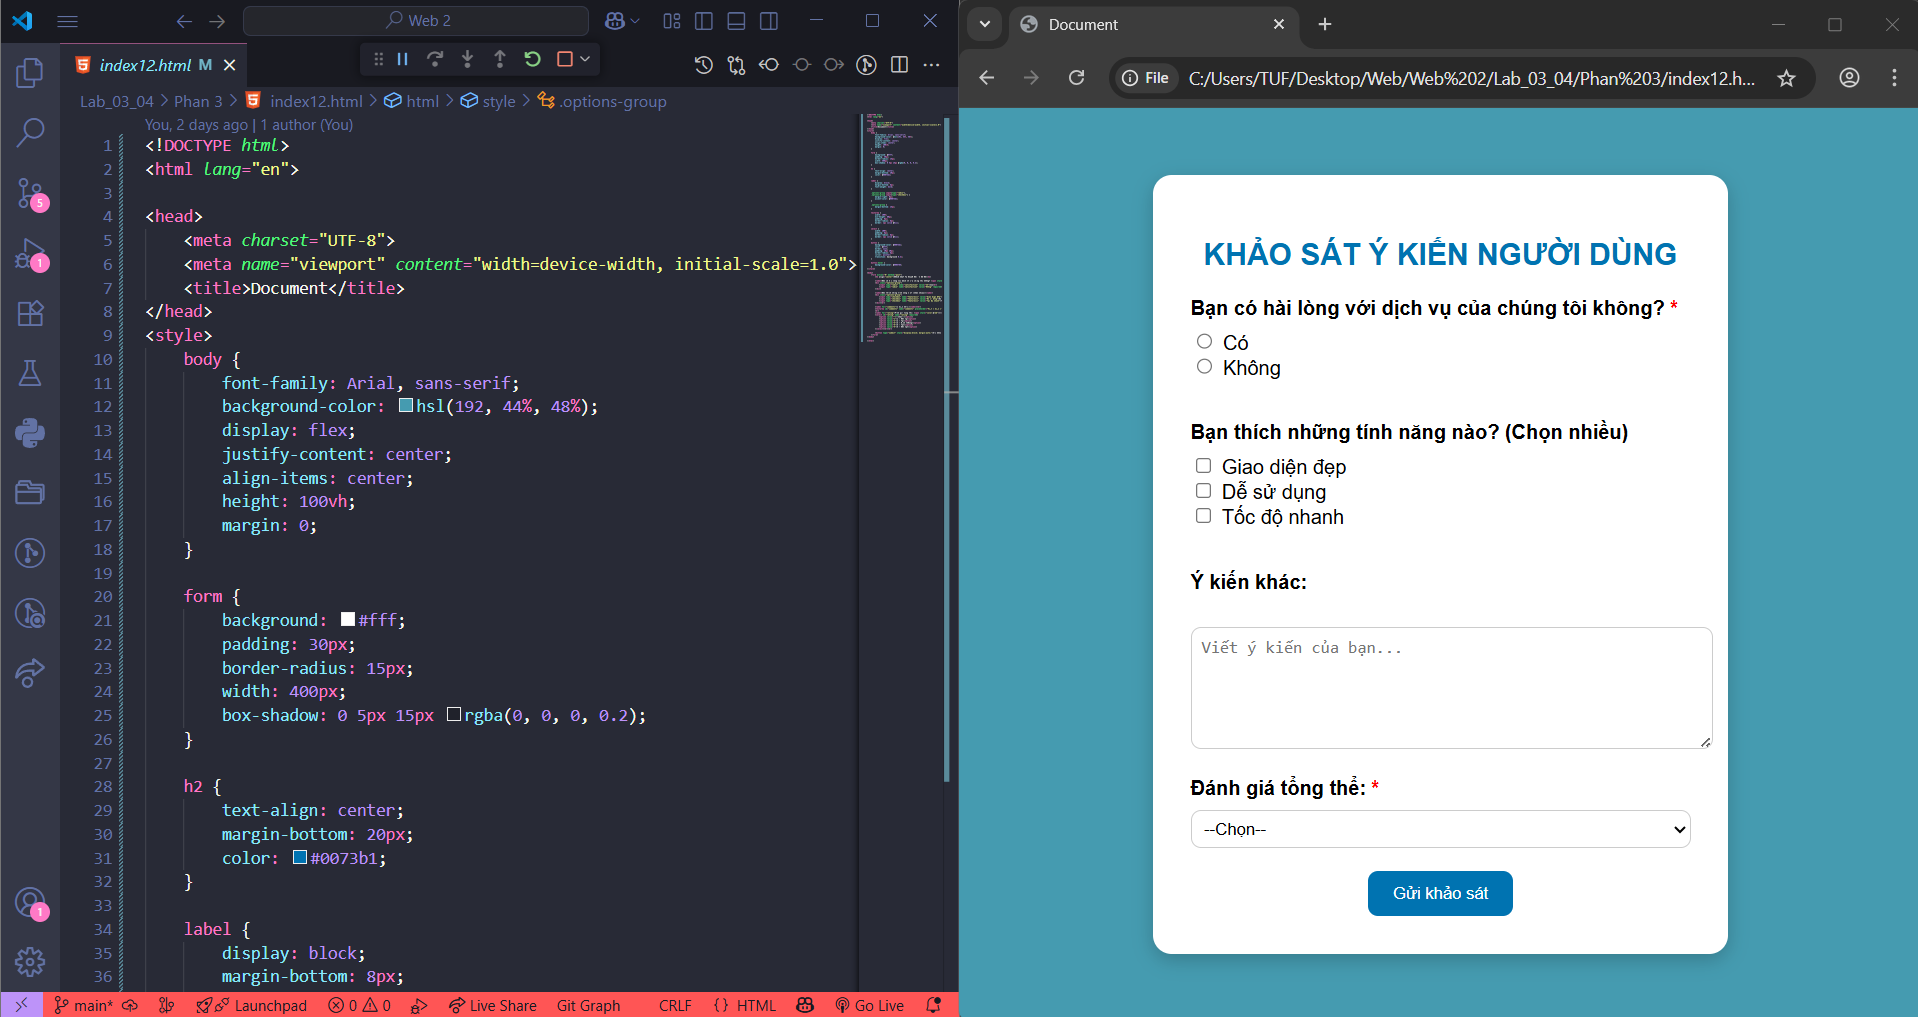 Web 2
index12.html M
Lab_03_04 > Phan 3 > index12.html > html > style > .options-group
You, 2 days ago | 1 author (You)
1 <!DOCTYPE html>
2 <html lang="en">
3
4 <head>
5 <meta charset="UTF-8">
6 <meta name="viewport" content="width=device-width, initial-scale=1.0">
7 <title>Document</title>
8 </head>
9 <style>
10 body {
11 font-family: Arial, sans-serif;
12 background-color: hsl(192, 44%, 48%);
13 display: flex;
14 justify-content: center;
15 align-items: center;
16 height: 100vh;
17 margin: 0;
18 }
19
20 form {
21 background: #fff;
22 padding: 30px;
23 border-radius: 15px;
24 width: 400px;
25 box-shadow: 0 5px 15px rgba(0, 0, 0, 0.2);
26 }
27
28 h2 {
29 text-align: center;
30 margin-bottom: 20px;
31 color: #0073b1;
32 }
33
34 label {
35 display: block;
36 margin-bottom: 8px;
5
1
1
main* Launchpad 0 0 Live Share Git Graph CRLF {} HTML Go Live
Document
File C:/Users/TUF/Desktop/Web/Web%202/Lab_03_04/Phan%203/index12.h...
KHẢO SÁT Ý KIẾN NGƯỜI DÙNG
Bạn có hài lòng với dịch vụ của chúng tôi không? *
Có
Không
Bạn thích những tính năng nào? (Chọn nhiều)
Giao diện đẹp
Dễ sử dụng
Tốc độ nhanh
Ý kiến khác:
Viết ý kiến của bạn...
Đánh giá tổng thể: *
--Chọn--
Gửi khảo sát